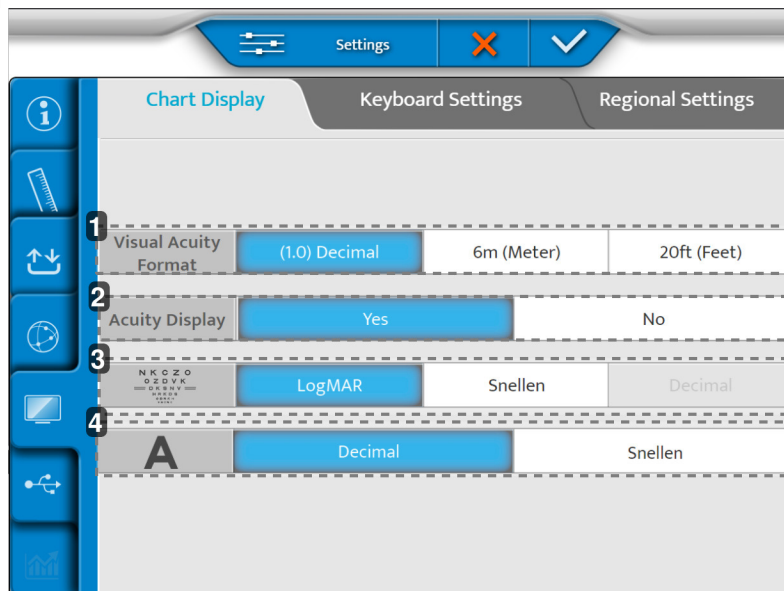 Settings
Chart Display Keyboard Settings Regional Settings
1
Visual Acuity Format (1.0) Decimal 6m (Meter) 20ft (Feet)
2
Acuity Display Yes No
3
N K C Z O
O Z D V K
LogMAR Snellen Decimal
4
A Decimal Snellen